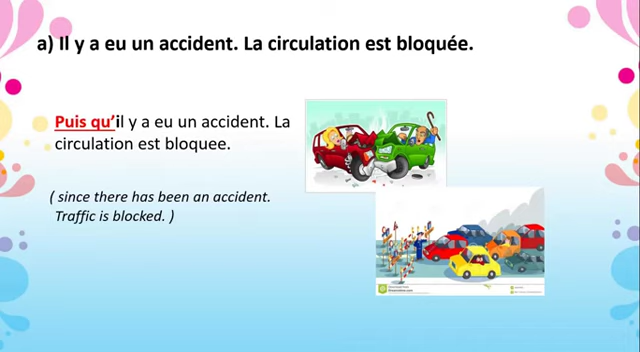 a) Il y a eu un accident. La circulation est bloquée.
Puis qu'il y a eu un accident. La
circulation est bloquee.
( since there has been an accident.
Traffic is blocked. )